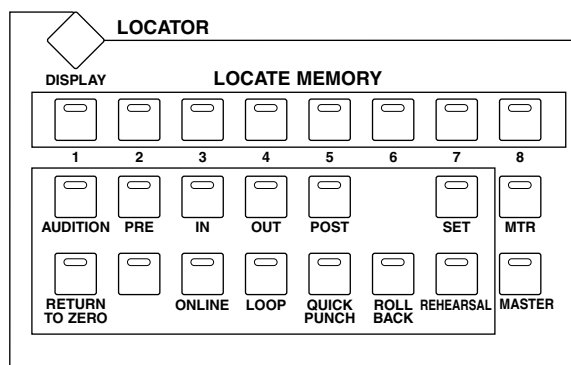 LOCATOR
DISPLAY
LOCATE MEMORY
1 2 3 4 5 6 7 8
AUDITION PRE IN OUT POST SET MTR
RETURN TO ZERO ONLINE LOOP QUICK PUNCH ROLL BACK REHEARSAL MASTER